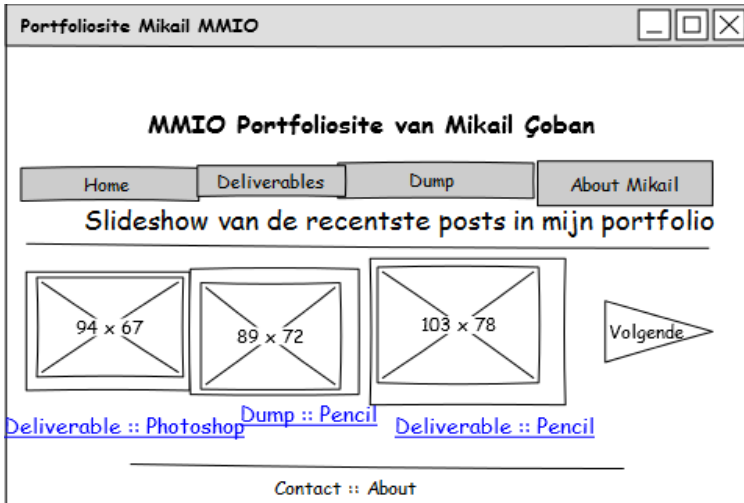 Portfoliosite Mikail MMIO
MMIO Portfoliosite van Mikail Çoban
Home Deliverables Dump About Mikail
Slideshow van de recentste posts in mijn portfolio
94 x 67 89 x 72 103 x 78 Volgende
Deliverable :: Photoshop Dump :: Pencil Deliverable :: Pencil
Contact :: About